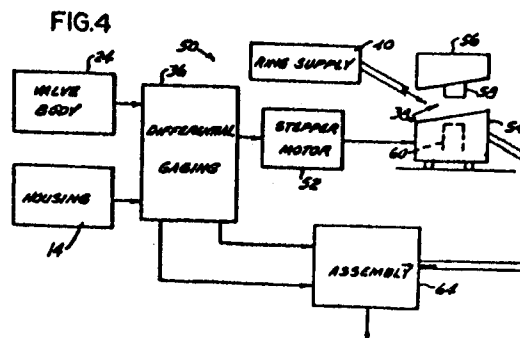 FIG.4
24
VALVE
BODY
36
DIFFERENTIAL
GAGING
50
RING SUPPLY
40
STEPPER
MOTOR
52
56
58
38
54
60
HOUSING
14
ASSEMBLY
64